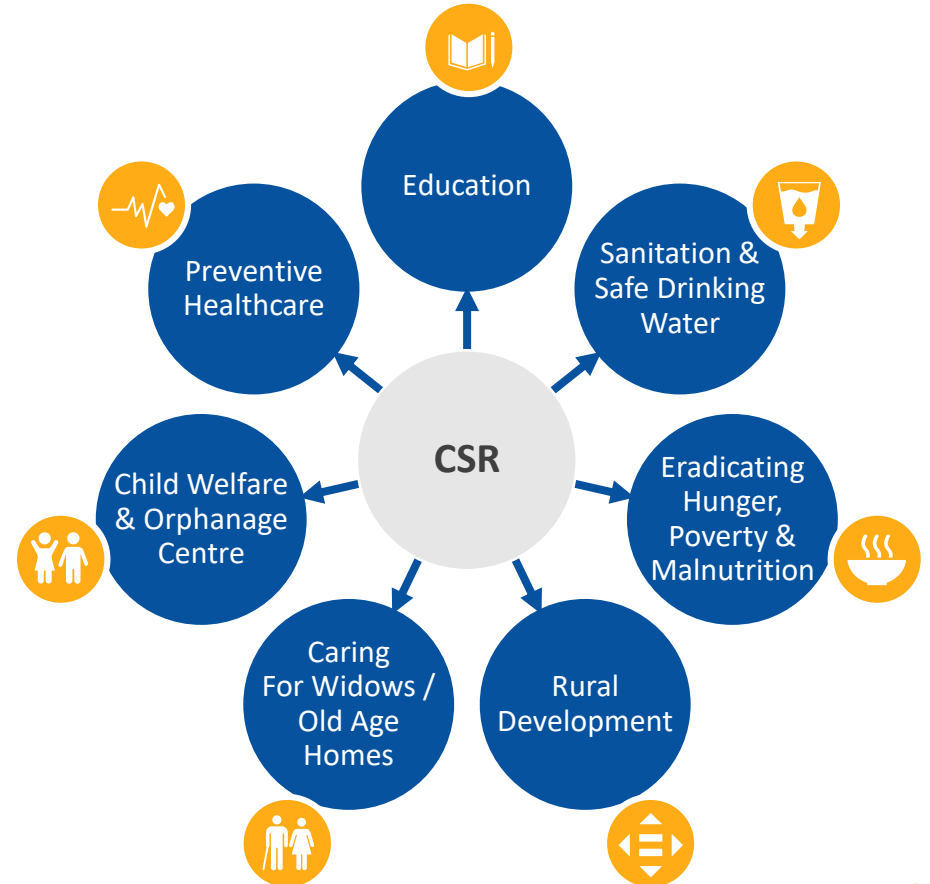 Education
Sanitation &
Safe Drinking
Water
Eradicating
Hunger,
Poverty &
Malnutrition
Rural
Development
Caring
For Widows /
Old Age
Homes
Child Welfare
& Orphanage
Centre
Preventive
Healthcare
CSR